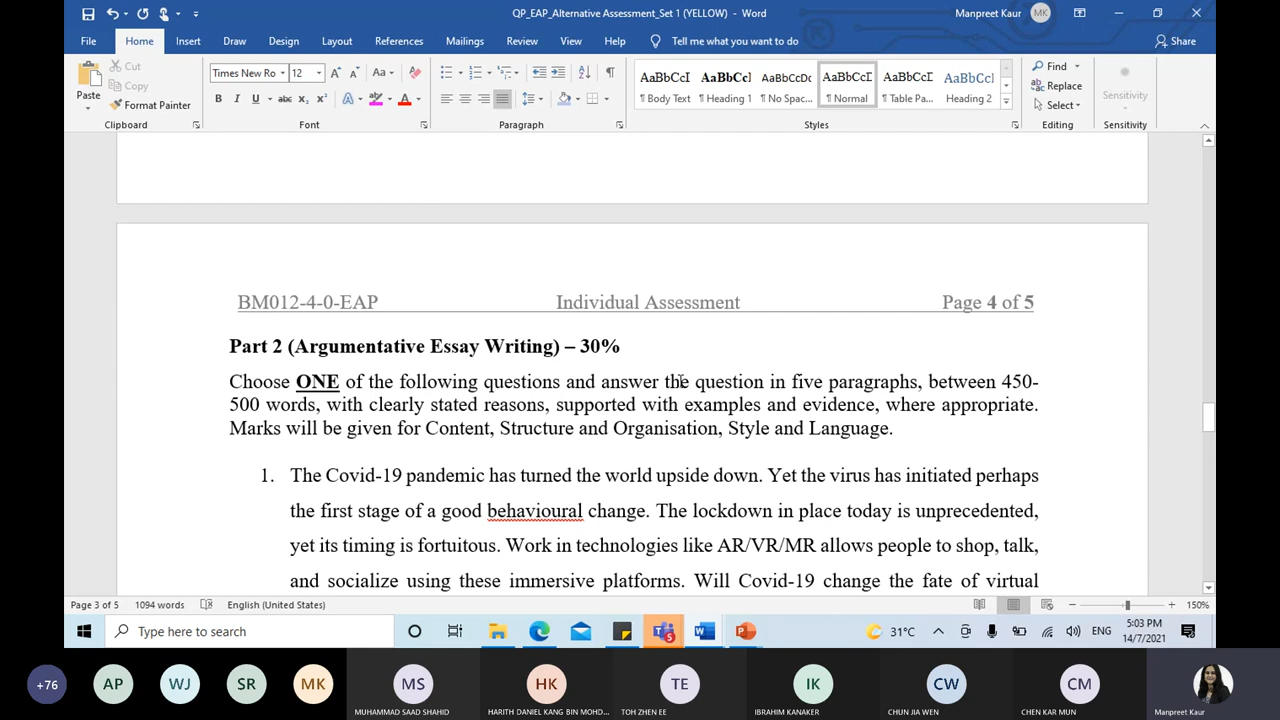 QP_EAP_Alternative Assessment_Set 1 (YELLOW) - Word
Manpreet Kaur MK
File Home Insert Draw Design Layout References Mailings Review View Help Tell me what you want to do Share
Paste
Cut
Copy
Format Painter
Clipboard
Times New Ro 12
Font
Paragraph
AaBbCcI AaBbCcI AaBbCcDc AaBbCcD AaBbCcD AaBbCcD
¶ Body Text ¶ Heading 1 ¶ No Spac... ¶ Normal ¶ Table Pa... Heading 2
Styles
Find
Replace
Select
Editing
Sensitivity
Sensitivity
BM012-4-0-EAP Individual Assessment Page 4 of 5
Part 2 (Argumentative Essay Writing) – 30%
Choose ONE of the following questions and answer the question in five paragraphs, between 450-
500 words, with clearly stated reasons, supported with examples and evidence, where appropriate.
Marks will be given for Content, Structure and Organisation, Style and Language.
1. The Covid-19 pandemic has turned the world upside down. Yet the virus has initiated perhaps
the first stage of a good behavioural change. The lockdown in place today is unprecedented,
yet its timing is fortuitous. Work in technologies like AR/VR/MR allows people to shop, talk,
and socialize using these immersive platforms. Will Covid-19 change the fate of virtual
Page 3 of 5 1094 words English (United States) 150%
Type here to search
5
31°C
ENG
5:03 PM
14/7/2021
+76 AP WJ SR MK MS HK TE IK CW CM
MUHAMMAD SAAD SHAHID HARITH DANIEL KANG BIN MOHD... TOH ZHEN EE IBRAHIM KANAKER CHUN JIA WEN CHEN KAR MUN Manpreet Kaur